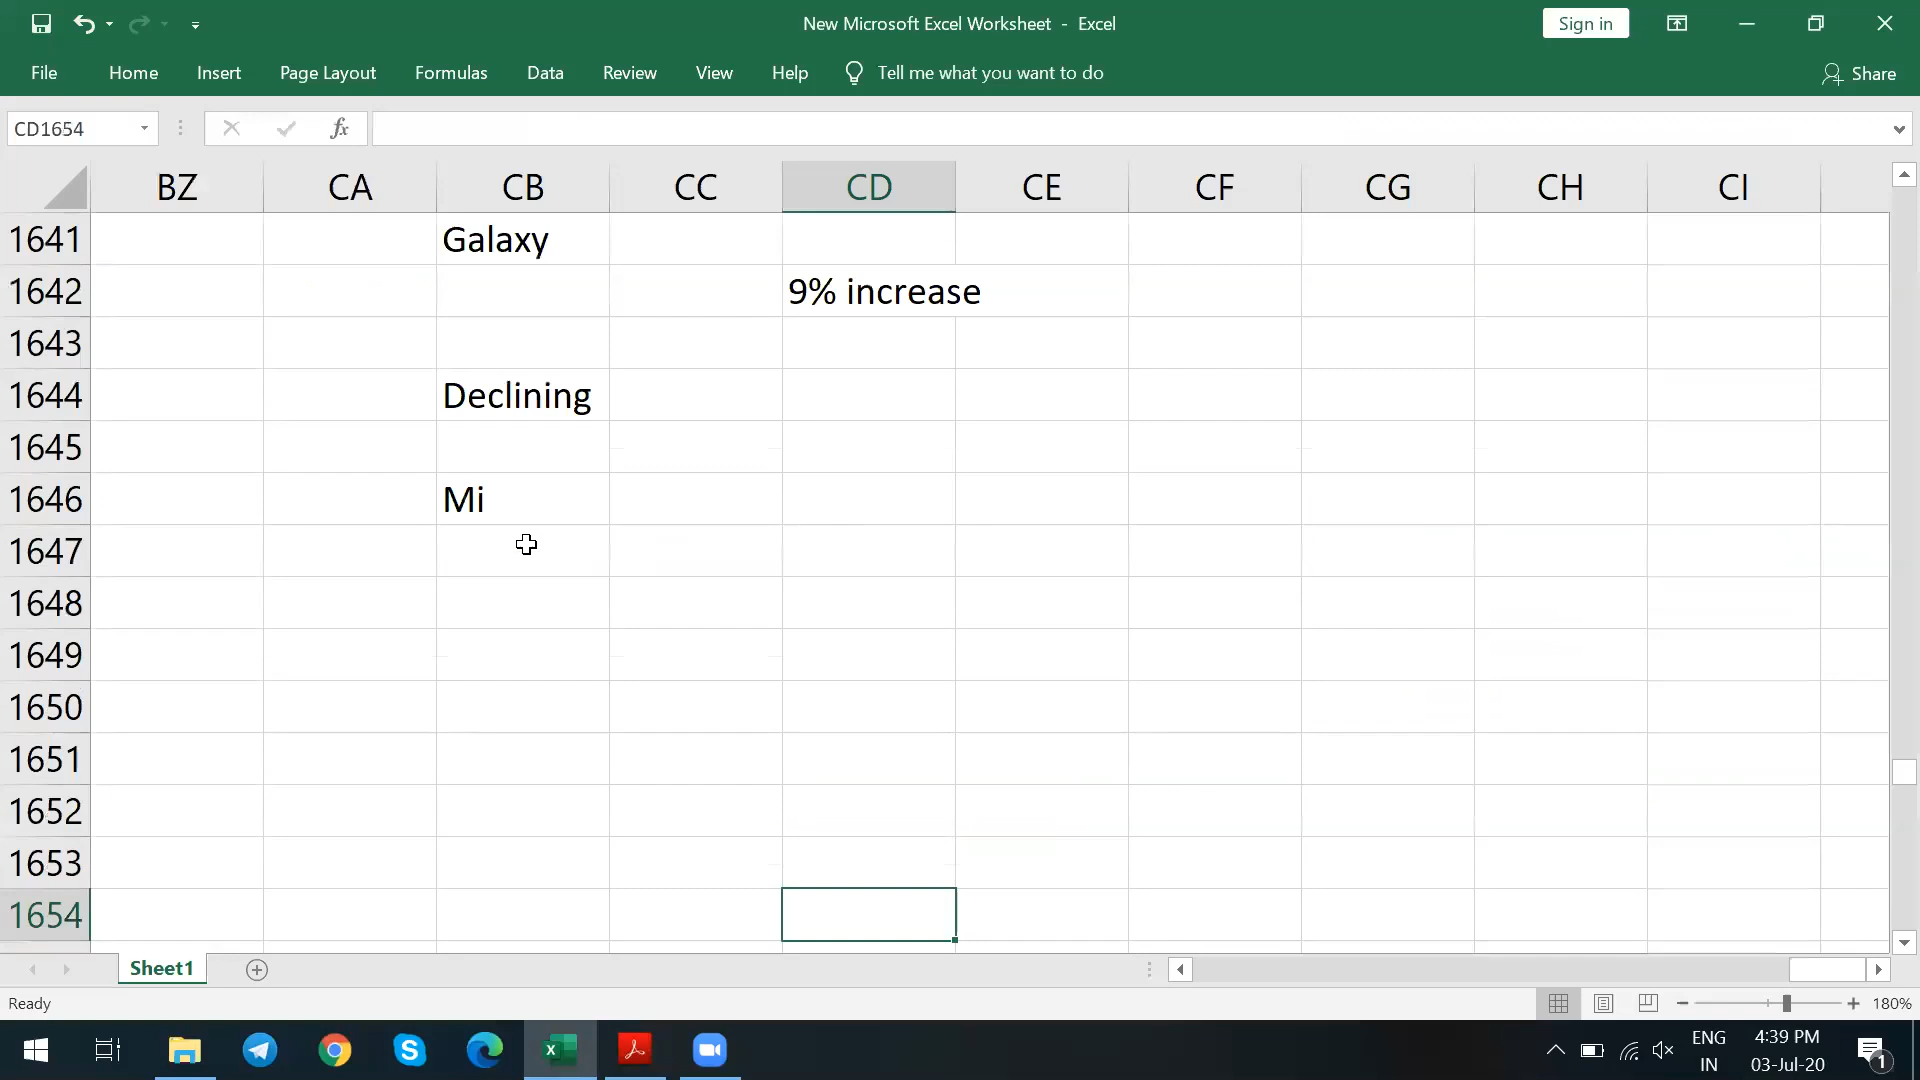 New Microsoft Excel Worksheet - Excel
Sign in
File Home Insert Page Layout Formulas Data Review View Help Tell me what you want to do Share
CD1654 fx
BZ CA CB CC CD CE CF CG CH CI
1641 Galaxy
1642 9% increase
1643
1644 Declining
1645
1646 Mi
1647
1648
1649
1650
1651
1652
1653
1654
Sheet1
Ready 180%
ENG 4:39 PM
IN 03-Jul-20 1